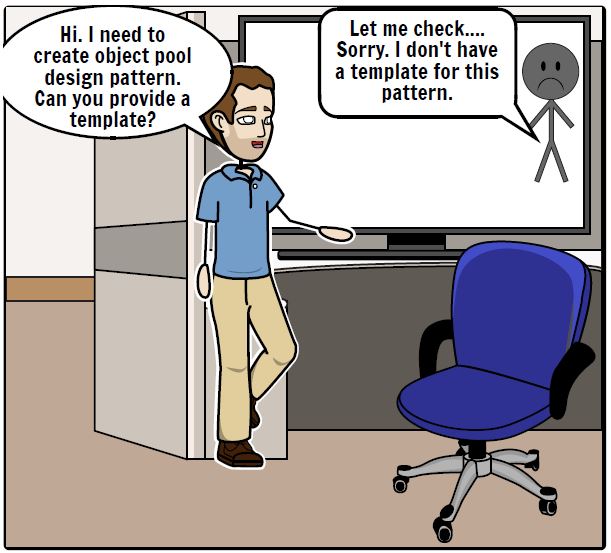 Hi. I need to
create object pool
design pattern.
Can you provide a
template?
Let me check....
Sorry. I don't have
a template for this
pattern.